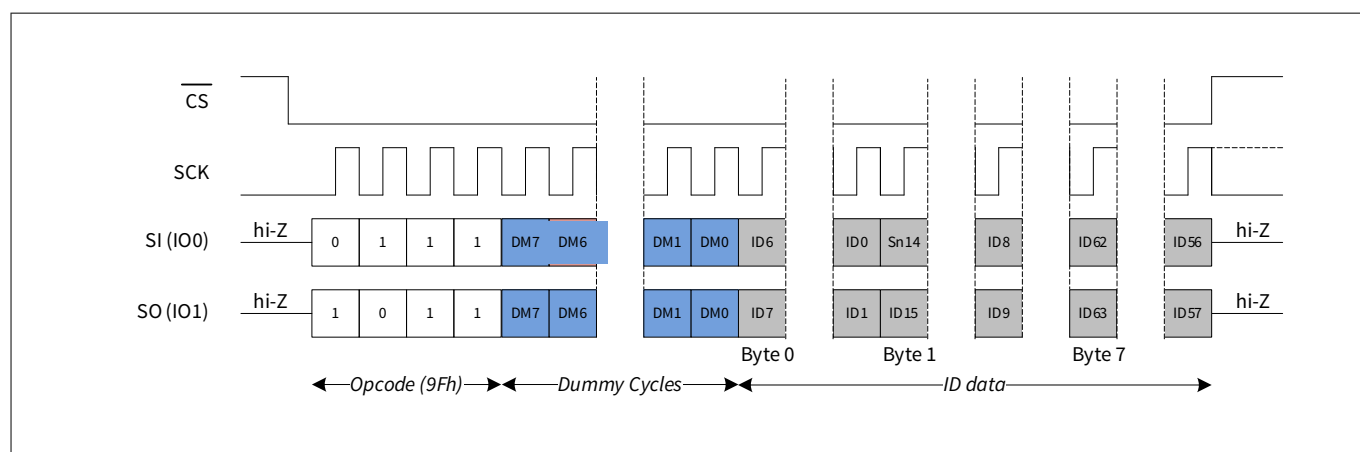 CS
SCK
hi-Z
SI (IO0) 0 1 1 1 DM7 DM6 DM1 DM0 ID6 ID0 Sn14 ID8 ID62 ID56 hi-Z
hi-Z
SO (IO1) 1 0 1 1 DM7 DM6 DM1 DM0 ID7 ID1 ID15 ID9 ID63 ID57 hi-Z
Byte 0 Byte 1 Byte 7
Opcode (9Fh) Dummy Cycles ID data